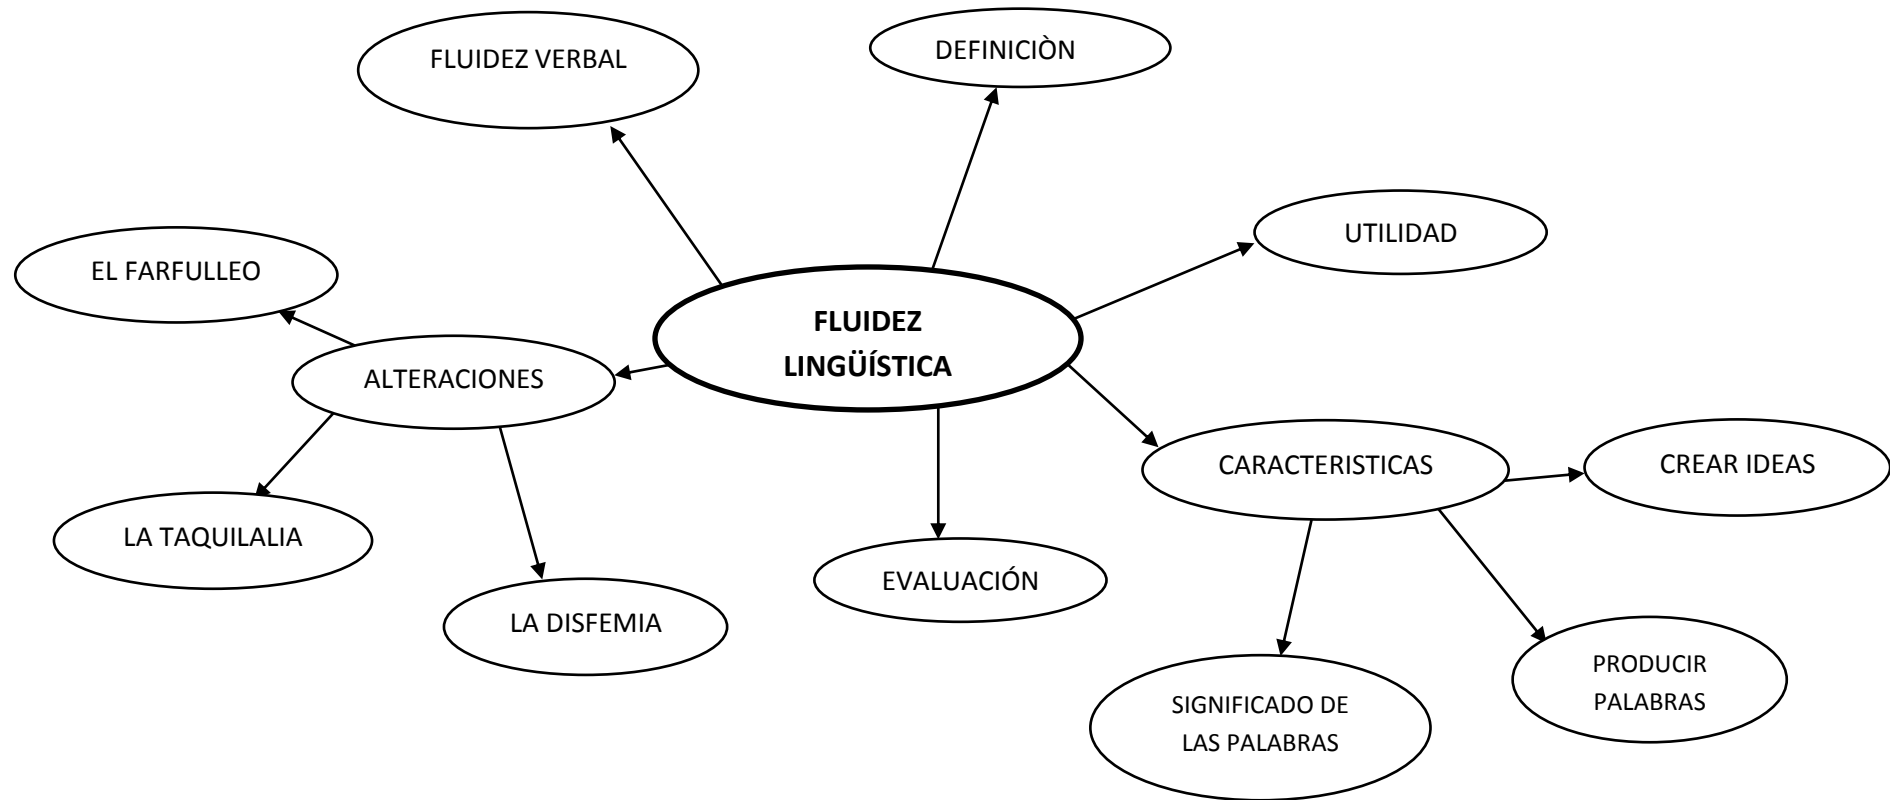 FLUIDEZ VERBAL
DEFINICIÒN
UTILIDAD
EL FARFULLEO
FLUIDEZ
LINGÜÍSTICA
ALTERACIONES
CARACTERISTICAS
CREAR IDEAS
LA TAQUILALIA
EVALUACIÓN
LA DISFEMIA
PRODUCIR
PALABRAS
SIGNIFICADO DE
LAS PALABRAS